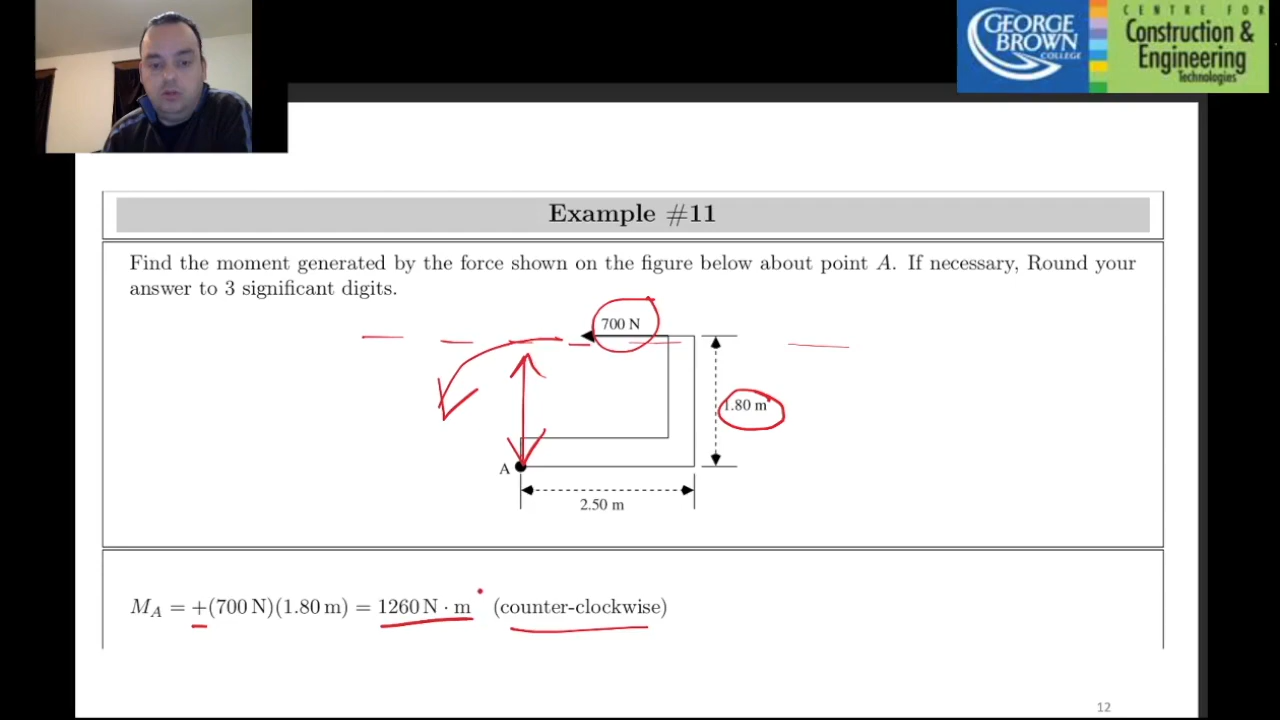 GEORGE
BROWN
COLLEGE
CENTRE FOR
Construction &
Engineering
Technologies
Example #11
Find the moment generated by the force shown on the figure below about point A. If necessary, Round your
answer to 3 significant digits.
700 N
1.80 m
A
2.50 m
M_A = +(700 N)(1.80 m) = 1260 N · m (counter-clockwise)
12